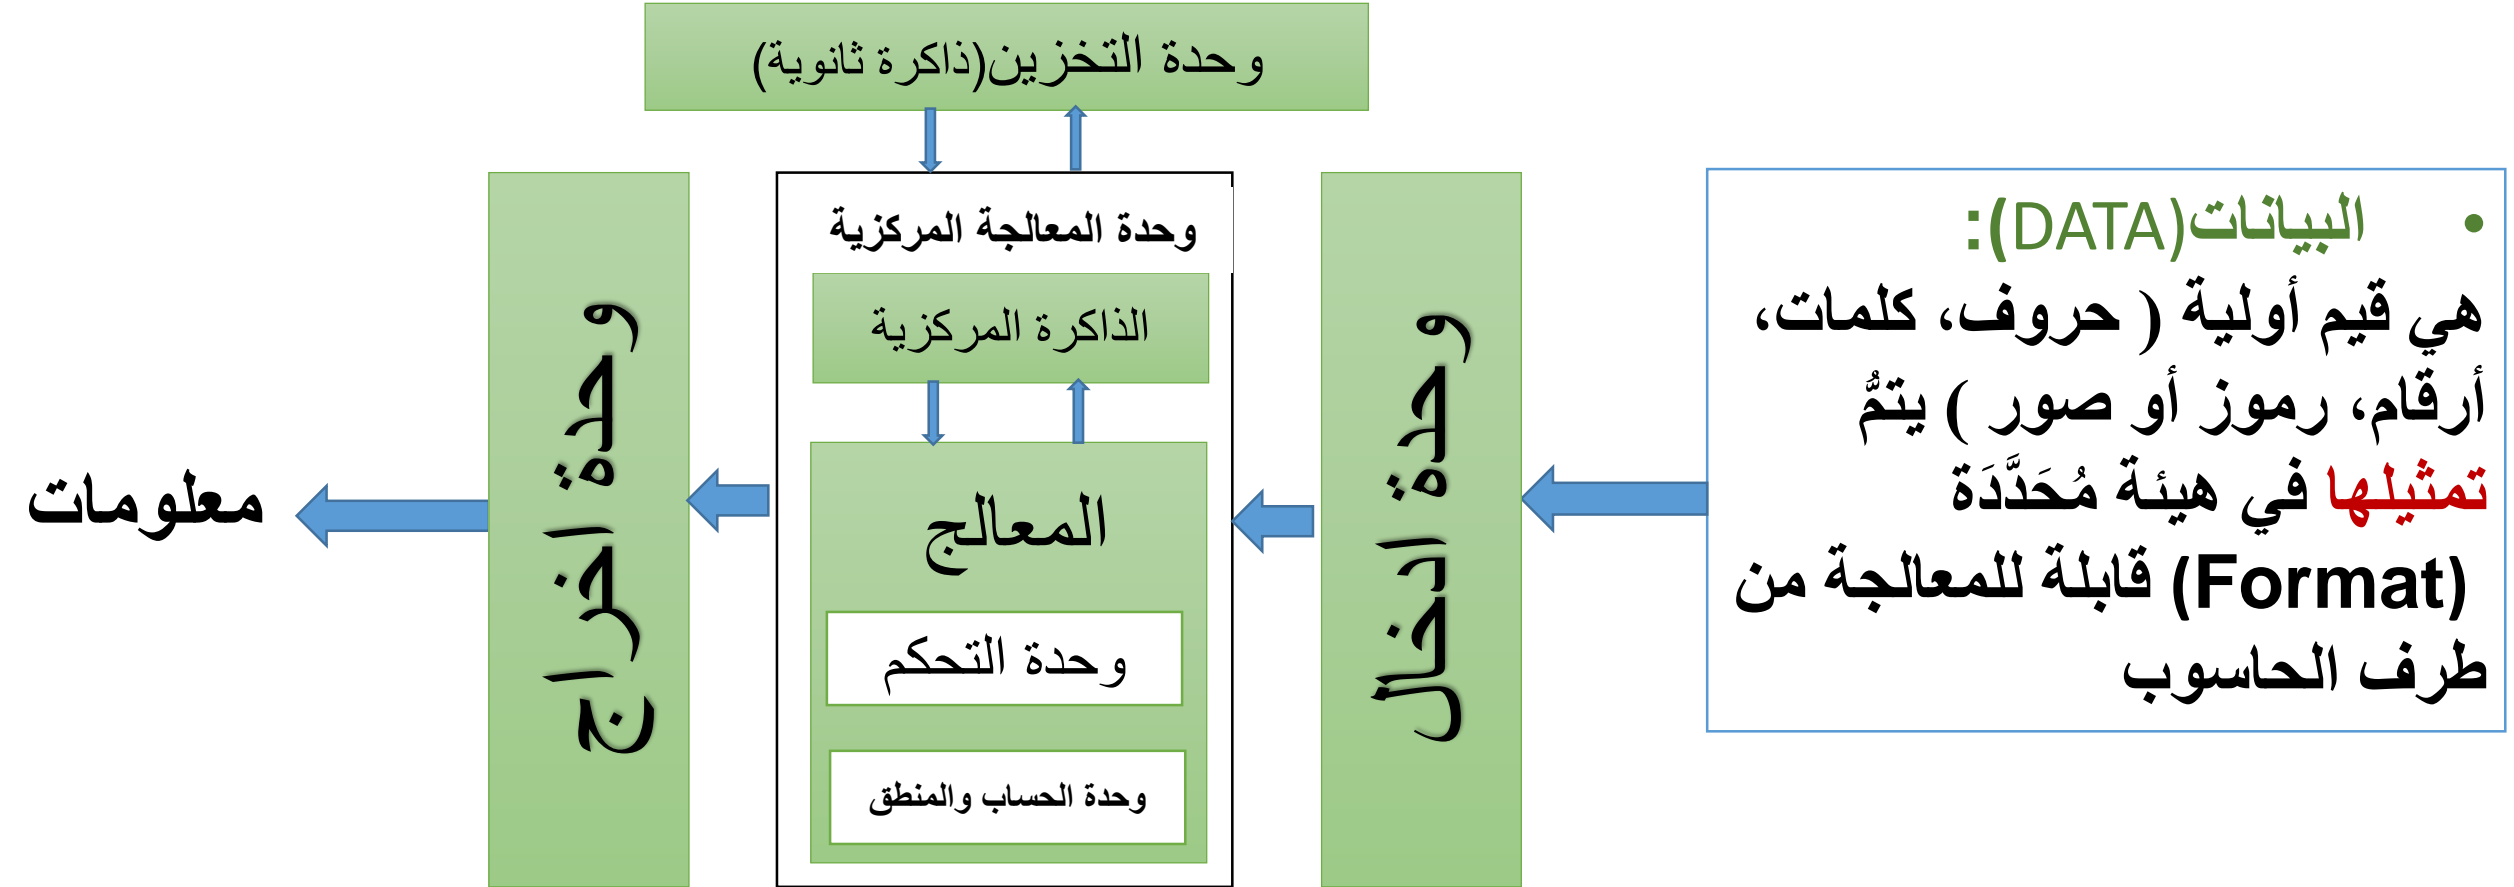 وحدة التخزين(ذاكرة ثانوية)
• البيانات(DATA):
هي قيم أولية ( حروف، كلمات،
أرقام، رموز أو صور ) يتمُّ
تمثيلها في هيئة مُحَدَّدَة
(Format) قابلة للمعالجة من
طرف الحاسوب
وحدة ادخال
وحدة المعالجة المركزية
الذاكرة المركزية
المعالج
وحدة التحكم
وحدة الحساب والمنطق
وحدة اخراج
معلومات